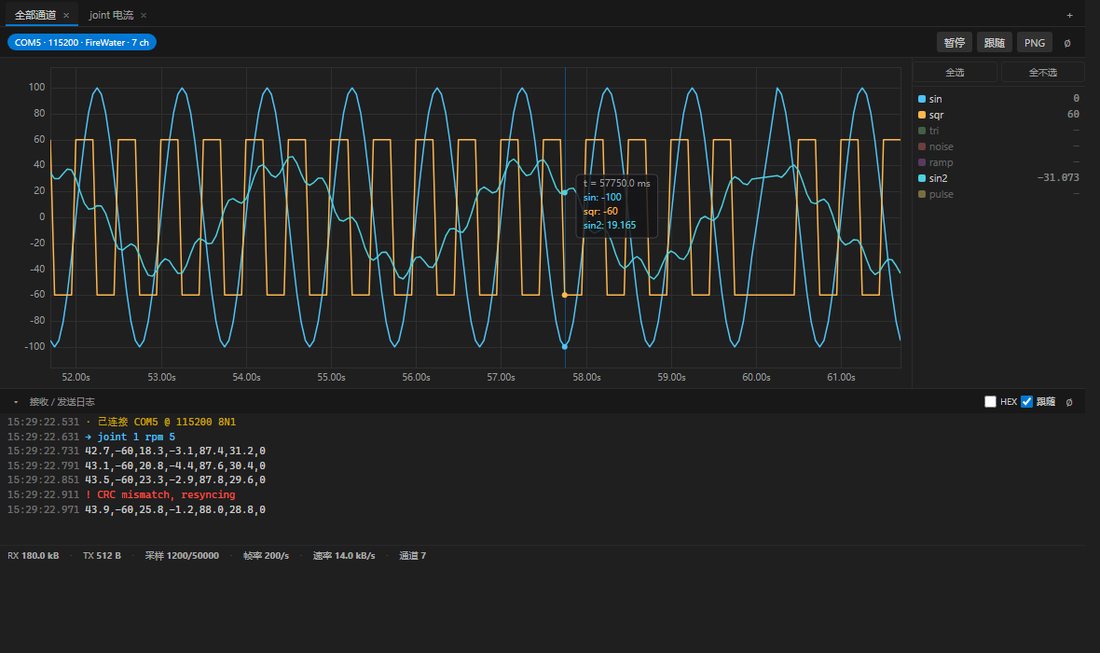 全部通道 × joint 电流 × +
COM5 · 115200 · FireWater · 7 ch 暂停 跟随 PNG Ø
全选 全不选
100
80
60
40
20
0
-20
-40
-60
-80
-100
52.00s 53.00s 54.00s 55.00s 56.00s 57.00s 58.00s 59.00s 60.00s 61.00s
t = 57750.0 ms
sin: -100
sqr: -60
sin2: 19.165
sin 0
sqr 60
tri —
noise —
ramp —
sin2 -31.073
pulse —
接收 / 发送日志 HEX 跟随 Ø
15:29:22.531 · 已连接 COM5 @ 115200 8N1
15:29:22.631 → joint 1 rpm 5
15:29:22.731 42.7,-60,18.3,-3.1,87.4,31.2,0
15:29:22.791 43.1,-60,20.8,-4.4,87.6,30.4,0
15:29:22.851 43.5,-60,23.3,-2.9,87.8,29.6,0
15:29:22.911 ! CRC mismatch, resyncing
15:29:22.971 43.9,-60,25.8,-1.2,88.0,28.8,0
RX 180.0 kB · TX 512 B · 采样 1200/50000 · 帧率 200/s · 速率 14.0 kB/s · 通道 7